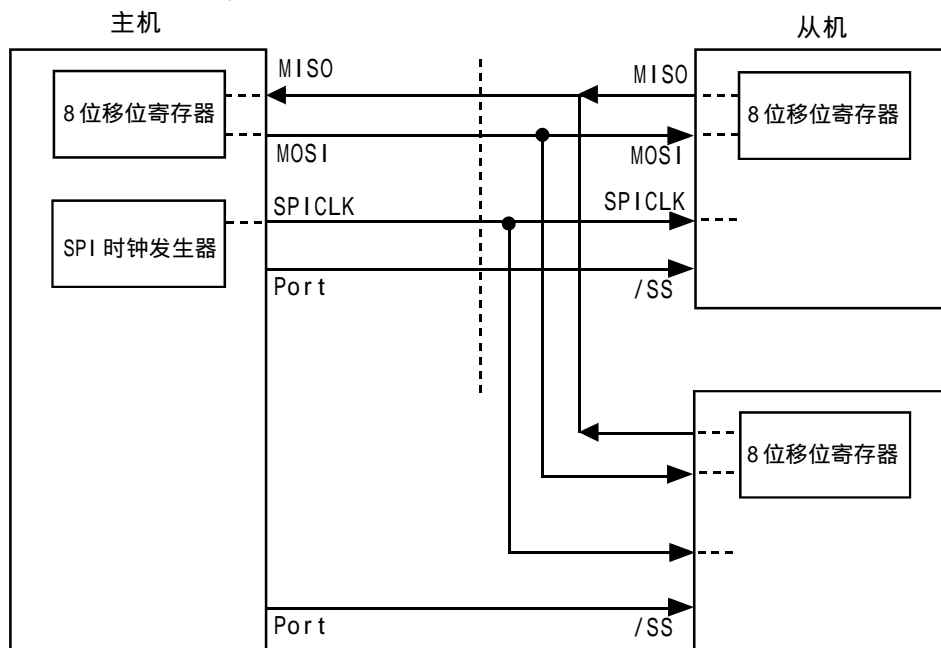 主机
从机
MISO
MISO
8位移位寄存器
8位移位寄存器
MOSI
MOSI
SPICLK
SPICLK
SPI时钟发生器
Port
/SS
8位移位寄存器
Port
/SS